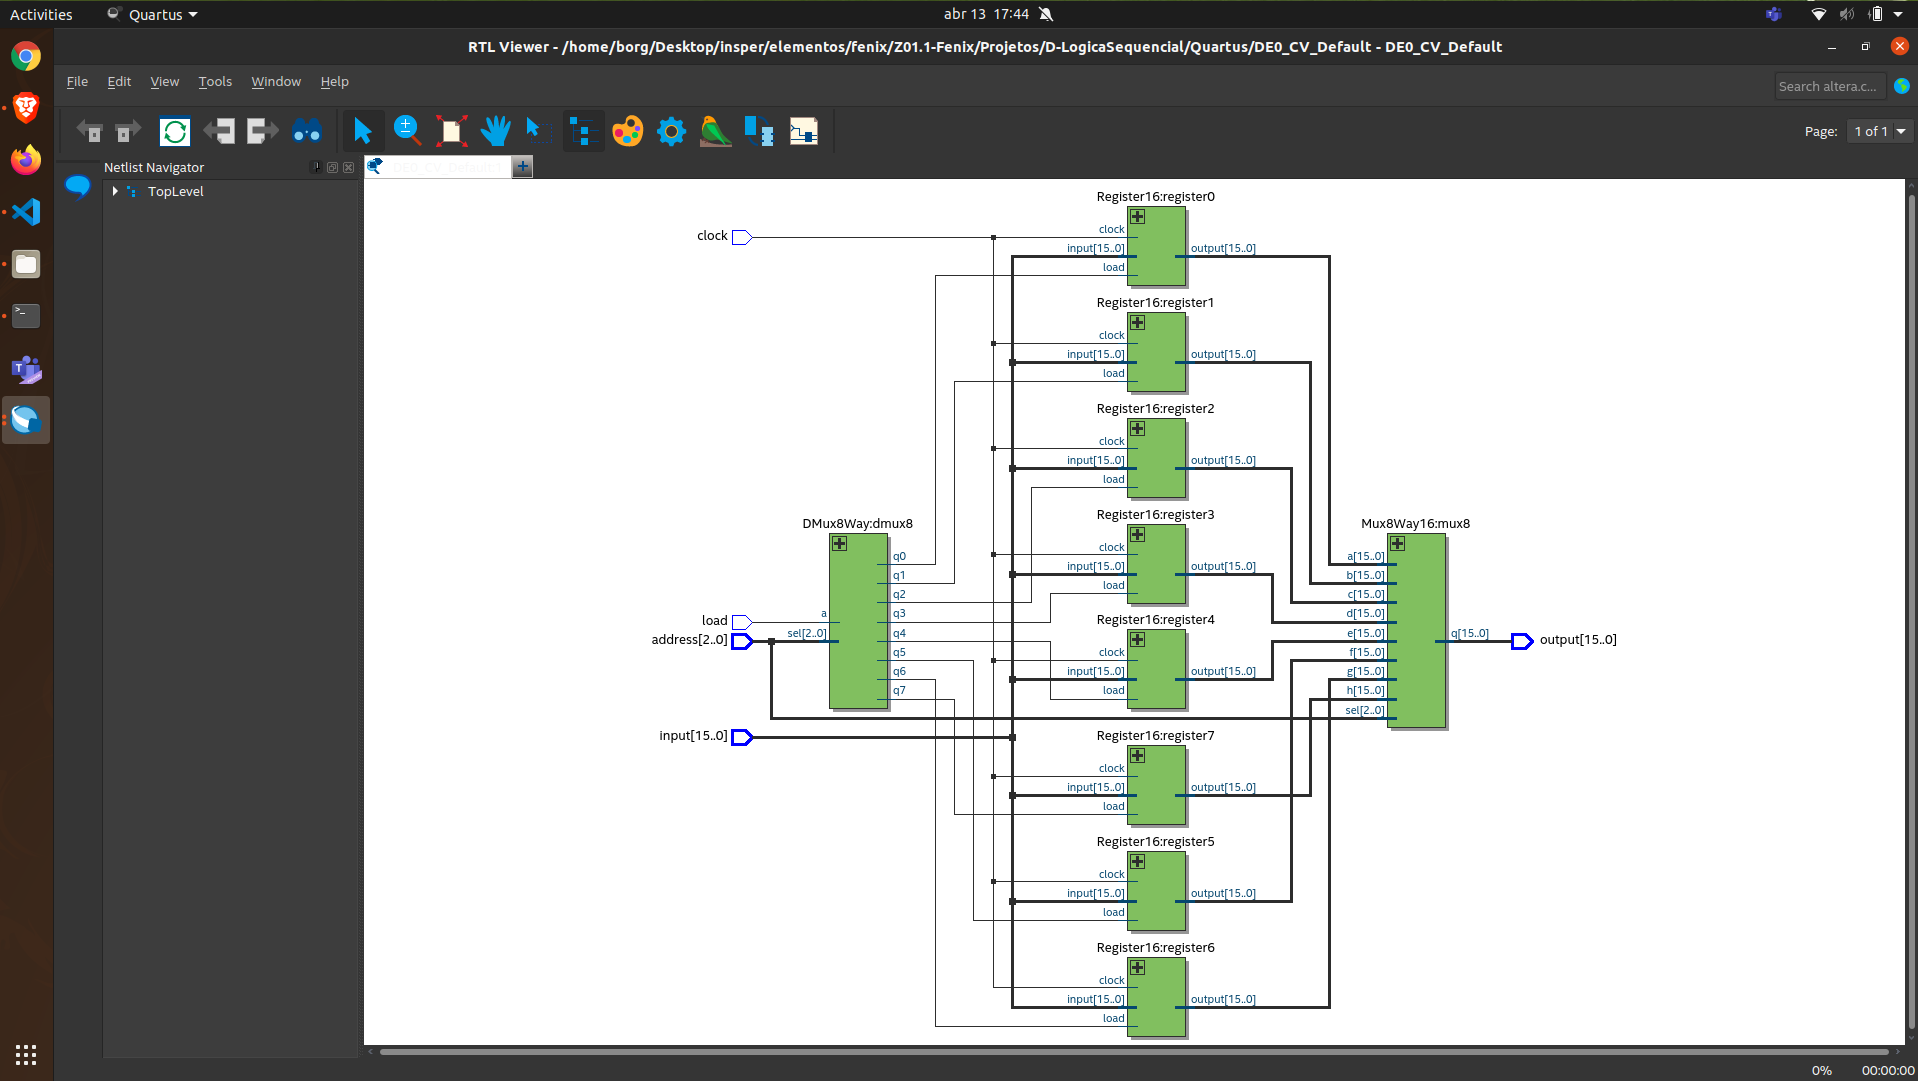 Activities
Quartus
abr 13 17:44
RTL Viewer - /home/borg/Desktop/insper/elementos/fenix/Z01.1-Fenix/Projetos/D-LogicaSequencial/Quartus/DE0_CV_Default - DE0_CV_Default
File Edit View Tools Window Help
Search altera.c...
Page: 1 of 1
Netlist Navigator
TopLevel
Register16:register0
clock
clock
input[15..0]
output[15..0]
load
Register16:register1
clock
input[15..0]
output[15..0]
load
Register16:register2
clock
input[15..0]
output[15..0]
load
Register16:register3
clock
input[15..0]
output[15..0]
load
Register16:register4
clock
input[15..0]
output[15..0]
load
DMux8Way:dmux8
q0
q1
q2
q3
q4
q5
q6
q7
load
a
address[2..0]
sel[2..0]
input[15..0]
Mux8Way16:mux8
a[15..0]
b[15..0]
c[15..0]
d[15..0]
e[15..0]
f[15..0]
g[15..0]
h[15..0]
sel[2..0]
q[15..0]
output[15..0]
Register16:register7
clock
input[15..0]
output[15..0]
load
Register16:register5
clock
input[15..0]
output[15..0]
load
Register16:register6
clock
input[15..0]
output[15..0]
load
0%
00:00:00